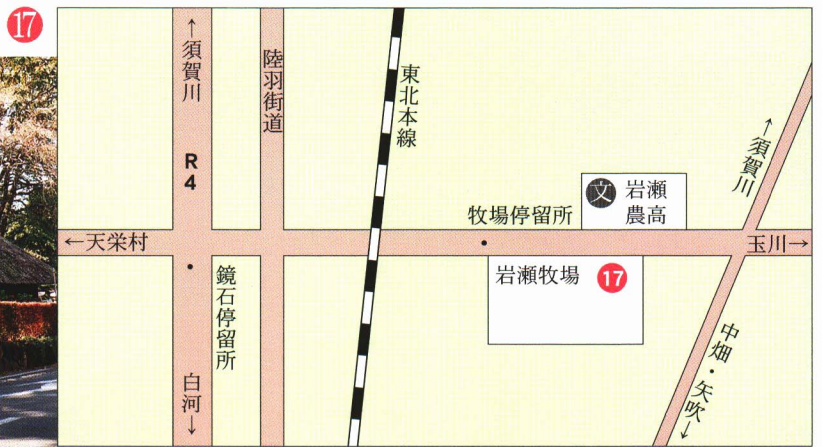 17
↑須賀川
R4
陸羽街道
東北本線
↑須賀川
文
岩瀬
農高
牧場停留所
←天栄村
玉川→
鏡石停留所
岩瀬牧場
17
白河↓
中畑・矢吹↓